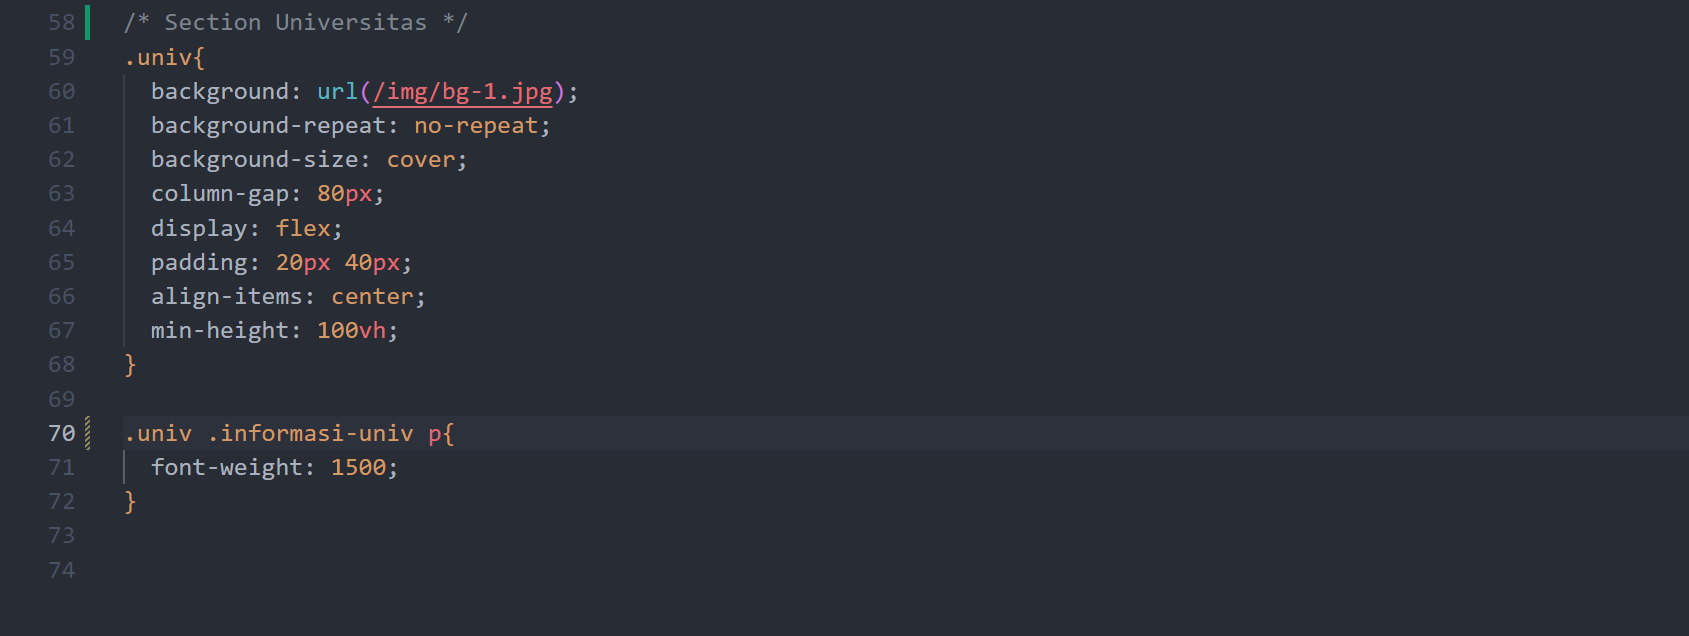 58 /* Section Universitas */
59 .univ{
60   background: url(/img/bg-1.jpg);
61   background-repeat: no-repeat;
62   background-size: cover;
63   column-gap: 80px;
64   display: flex;
65   padding: 20px 40px;
66   align-items: center;
67   min-height: 100vh;
68 }
69
70 .univ .informasi-univ p{
71   font-weight: 1500;
72 }
73
74